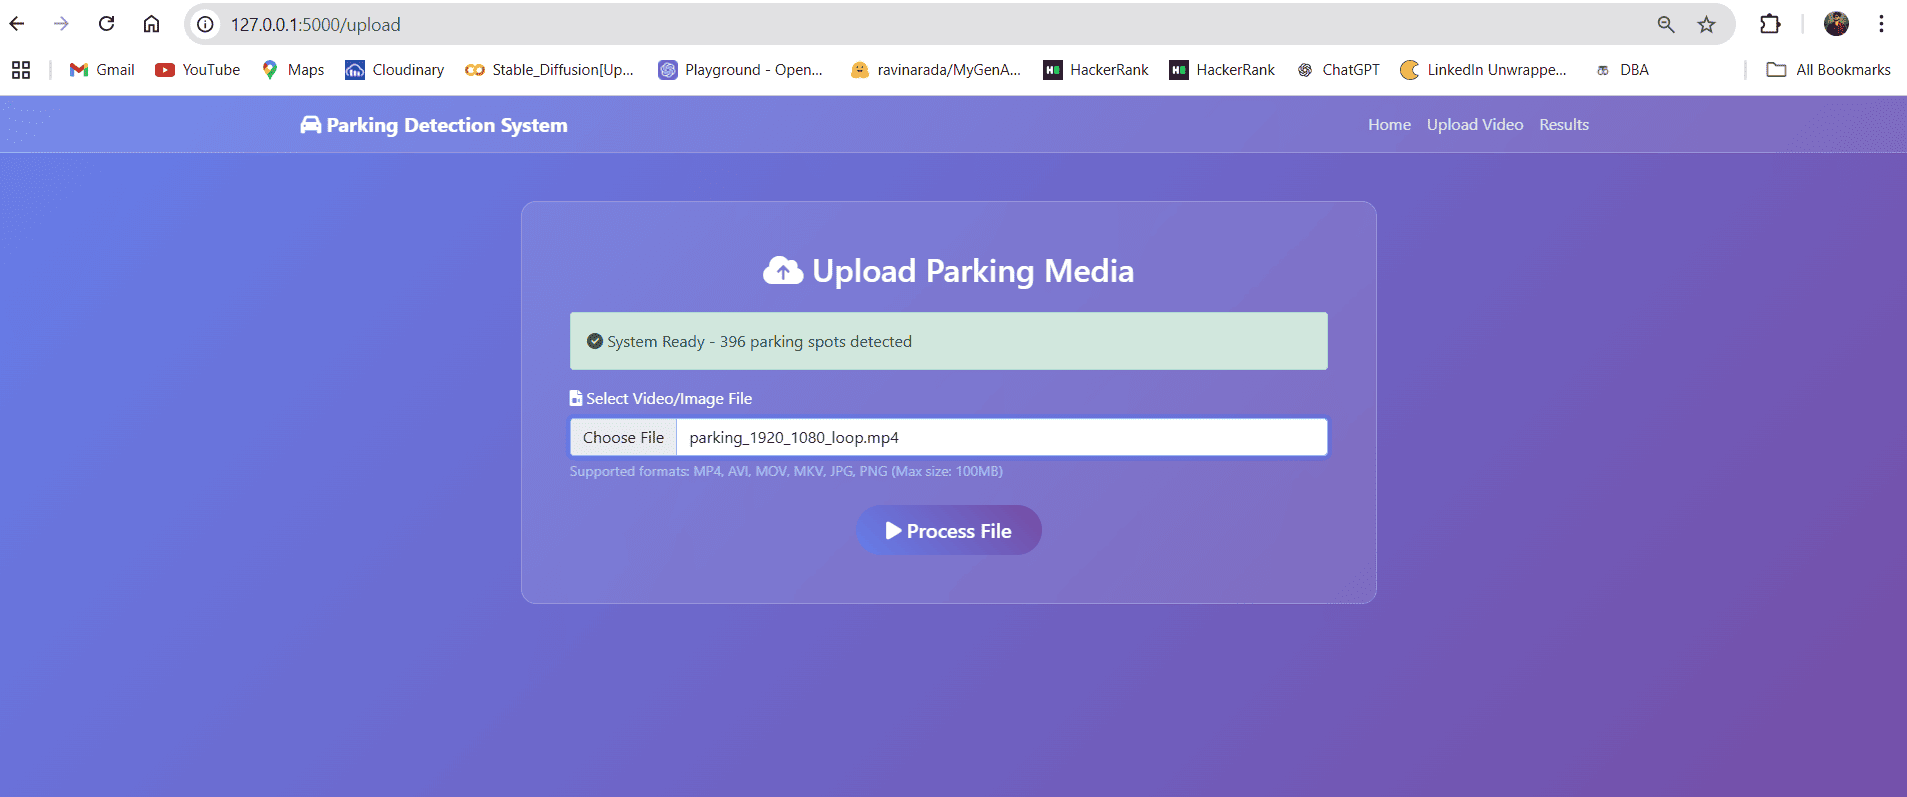 127.0.0.1:5000/upload
Gmail YouTube Maps Cloudinary Stable_Diffusion[Up... Playground - Open... ravinarada/MyGenA... HackerRank HackerRank ChatGPT LinkedIn Unwrappe... DBA All Bookmarks
Parking Detection System Home Upload Video Results
Upload Parking Media
System Ready - 396 parking spots detected
Select Video/Image File
Choose File parking_1920_1080_loop.mp4
Supported formats: MP4, AVI, MOV, MKV, JPG, PNG (Max size: 100MB)
Process File